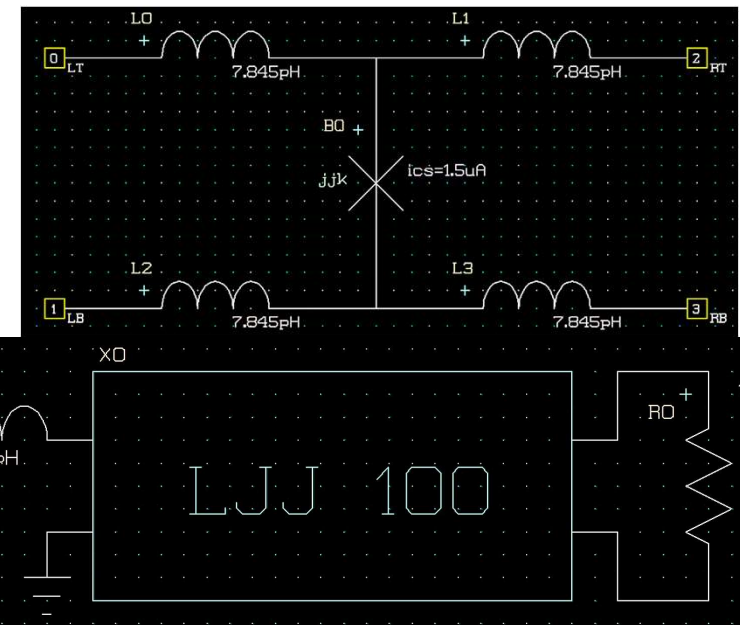 L0
L1
0
LT
7.845pH
7.845pH
2
RT
B0
jjk
ics=1.5uA
L2
L3
1
LB
7.845pH
7.845pH
3
RB
X0
R0
pH
LJJ 100